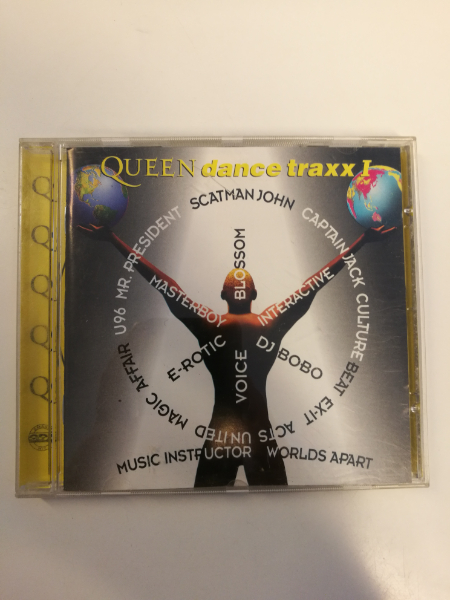 QUEEN dance traxx I
SCATMAN JOHN
CAPTAIN JACK
CULTURE BEAT
EX-IT
ACTS UNITED
MAGIC AFFAIR
U96
MR. PRESIDENT
BLOSSOM
MASTERBOY
INTERACTIVE
E-ROTIC
VOICE
DJ BOBO
MUSIC INSTRUCTOR
WORLDS APART
Q
Q
Q
Q
Q